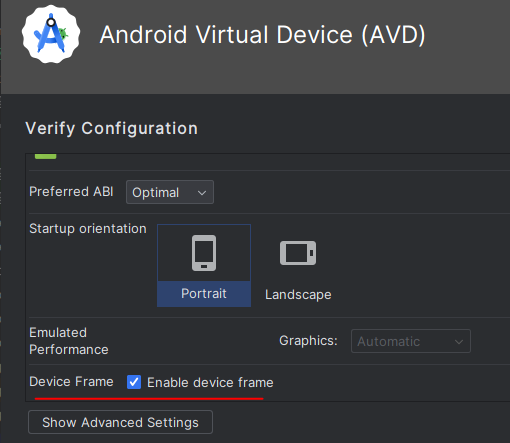 Android Virtual Device (AVD)
Verify Configuration
Preferred ABI Optimal
Startup orientation
Portrait Landscape
Emulated
Performance
Graphics: Automatic
Device Frame Enable device frame
Show Advanced Settings